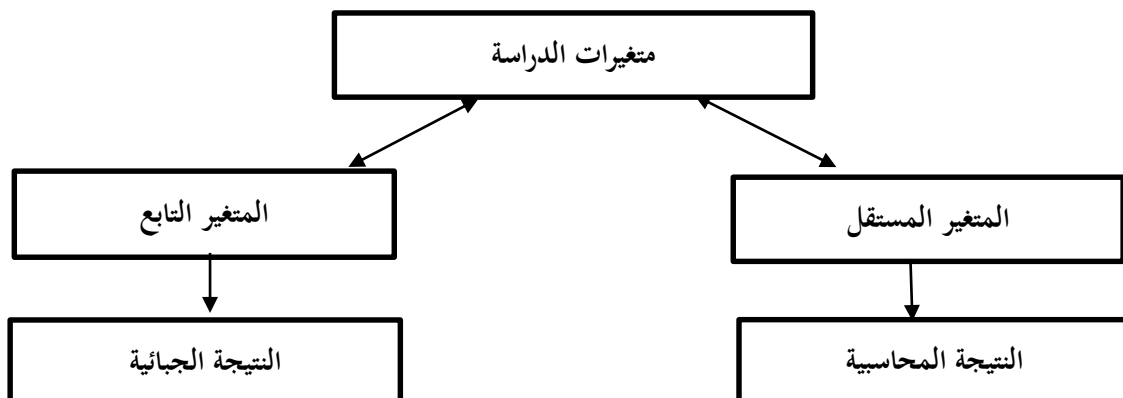 متغيرات الدراسة
المتغير المستقل
المتغير التابع
النتيجة المحاسبية
النتيجة الجبائية